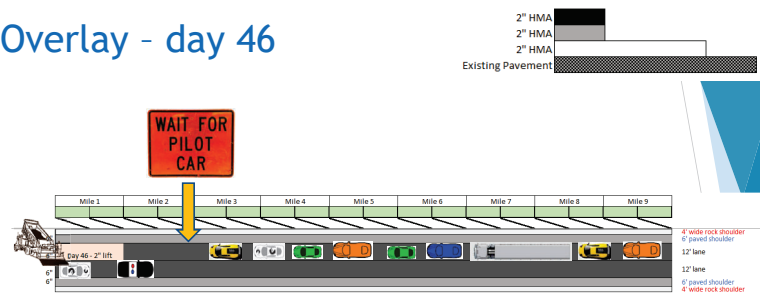 Overlay – day 46
2" HMA
2" HMA
2" HMA
Existing Pavement
WAIT FOR
PILOT
CAR
Mile 1 Mile 2 Mile 3 Mile 4 Mile 5 Mile 6 Mile 7 Mile 8 Mile 9
4' wide rock shoulder
6' paved shoulder
6" Day 46 - 2" lift
12' lane
6"
12' lane
6"
6' paved shoulder
4' wide rock shoulder